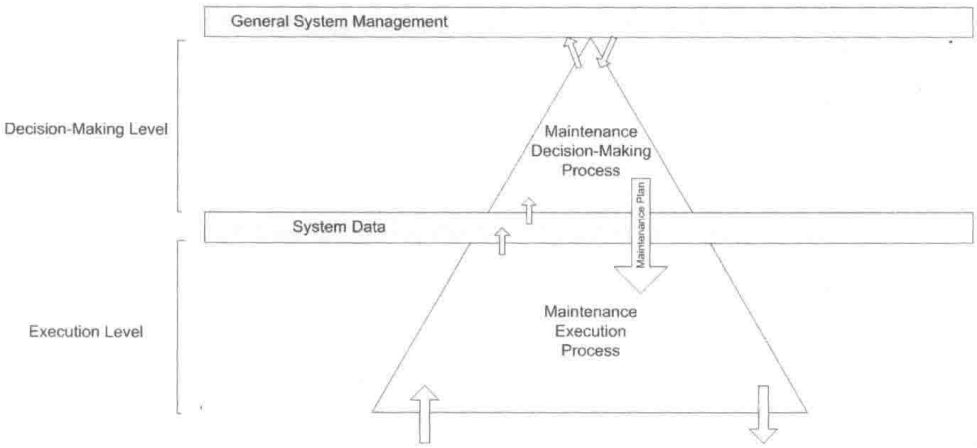 General System Management
Decision-Making Level
Maintenance
Decision-Making
Process
Maintenance Plan
System Data
Execution Level
Maintenance
Execution
Process